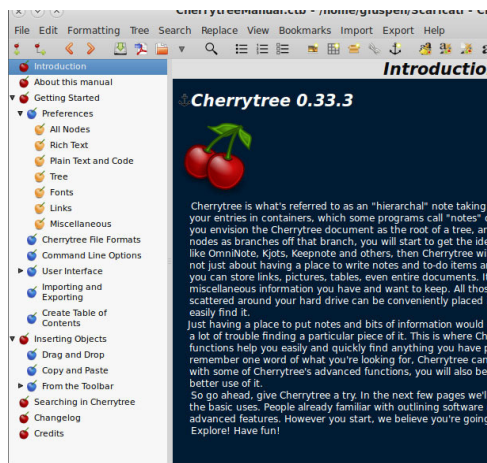 CherrytreeManual.ctb - /home/giuspen/Scaricati - C
File Edit Formatting Tree Search Replace View Bookmarks Import Export Help
Introduction
About this manual
Getting Started
Preferences
All Nodes
Rich Text
Plain Text and Code
Tree
Fonts
Links
Miscellaneous
Cherrytree File Formats
Command Line Options
User Interface
Importing and
Exporting
Create Table of
Contents
Inserting Objects
Drag and Drop
Copy and Paste
From the Toolbar
Searching in Cherrytree
Changelog
Credits
Introductio
Cherrytree 0.33.3
Cherrytree is what's referred to as an "hierarchal" note taking
your entries in containers, which some programs call "notes"
you envision the Cherrytree document as the root of a tree, an
nodes as branches off that branch, you will start to get the ide
like OmniNote, Kjots, Keepnote and others, then Cherrytree wi
not just about having a place to write notes and to-do items a
you can store links, pictures, tables, even entire documents. I
miscellaneous information you have and want to keep. All thos
scattered around your hard drive can be conveniently placed
easily find it.
Just having a place to put notes and bits of information would
a lot of trouble finding a particular piece of it. This is where Ch
functions help you easily and quickly find anything you have p
remember one word of what you're looking for, Cherrytree can
with some of Cherrytree's advanced functions, you will also be
better use of it.
So go ahead, give Cherrytree a try. In the next few pages we'l
the basic uses. People already familiar with outlining software
advanced features. However you start, we believe you're going
Explore! Have fun!